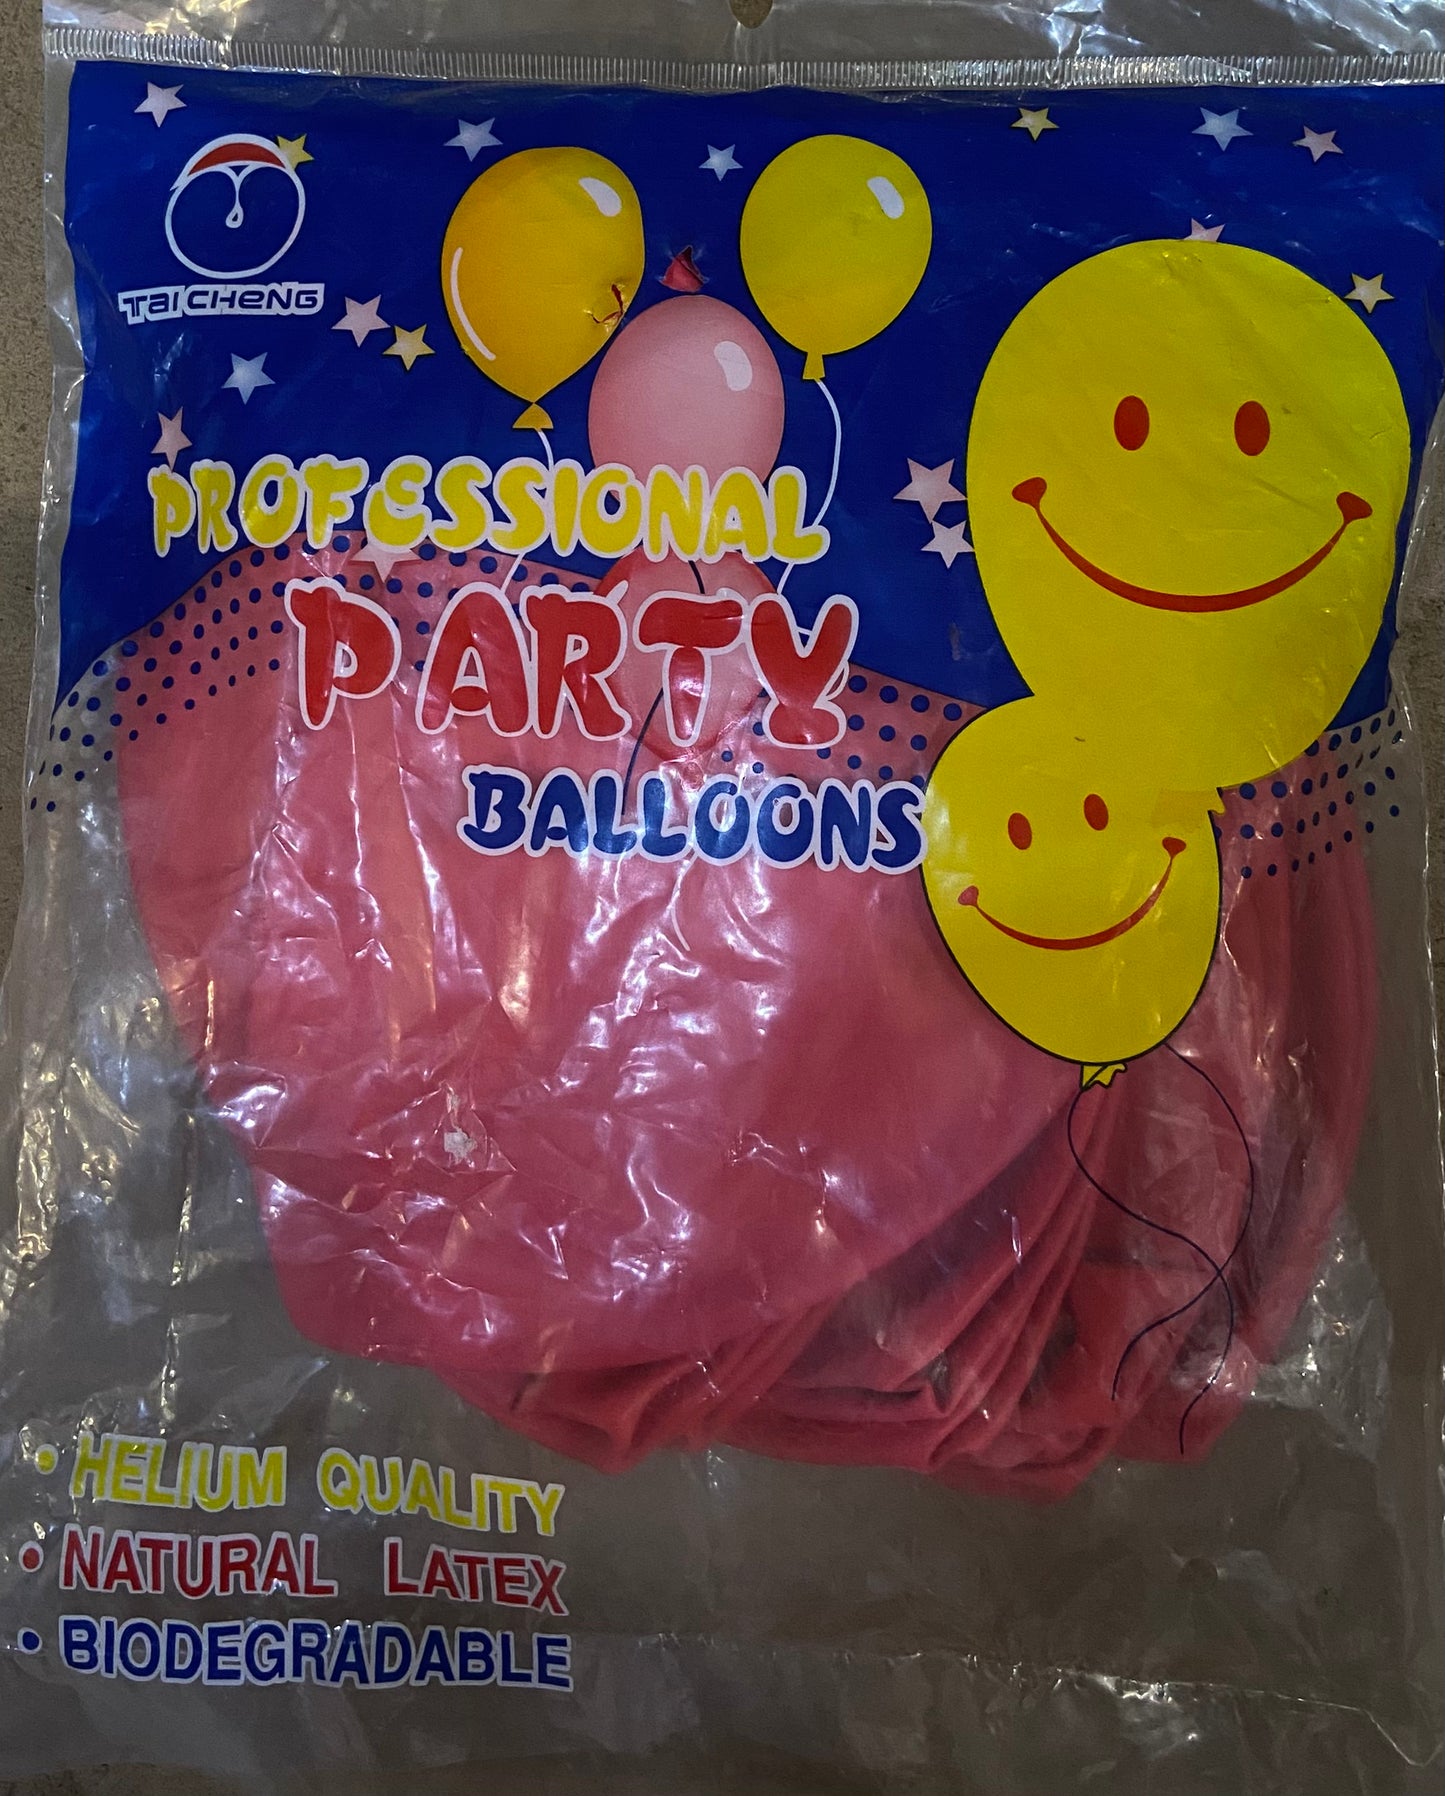 TAI CHENG
PROFESSIONAL
PARTY
BALLOONS
• HELIUM QUALITY
• NATURAL LATEX
• BIODEGRADABLE